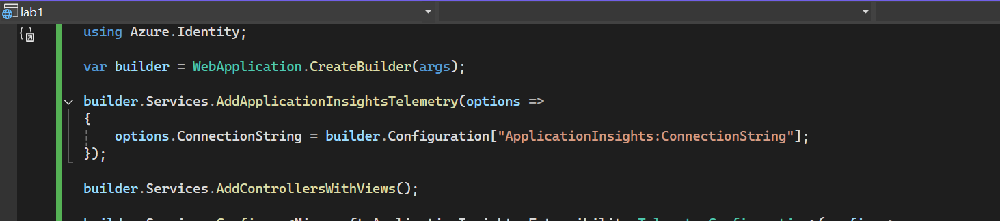 lab1
using Azure.Identity;
var builder = WebApplication.CreateBuilder(args);
builder.Services.AddApplicationInsightsTelemetry(options =>
{
options.ConnectionString = builder.Configuration["ApplicationInsights:ConnectionString"];
});
builder.Services.AddControllersWithViews();